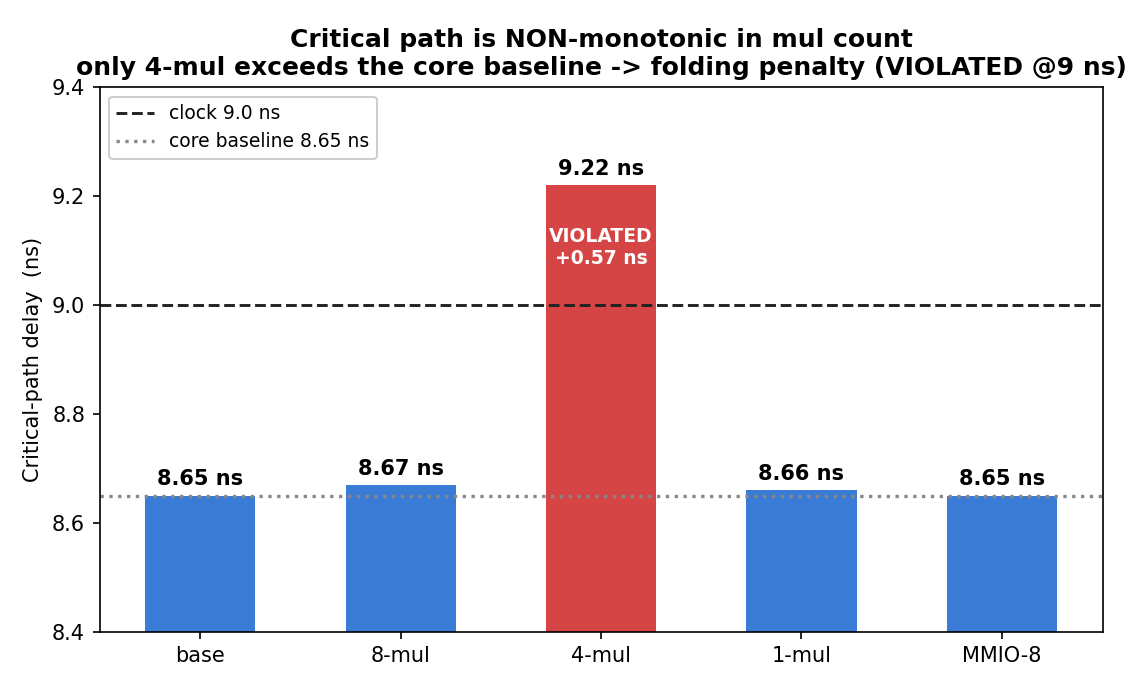 Critical path is NON-monotonic in mul count
only 4-mul exceeds the core baseline -> folding penalty (VIOLATED @9 ns)
clock 9.0 ns
core baseline 8.65 ns
Critical-path delay (ns)
9.4
9.2
9.0
8.8
8.6
8.4
8.65 ns
8.67 ns
9.22 ns
VIOLATED
+0.57 ns
8.66 ns
8.65 ns
base
8-mul
4-mul
1-mul
MMIO-8